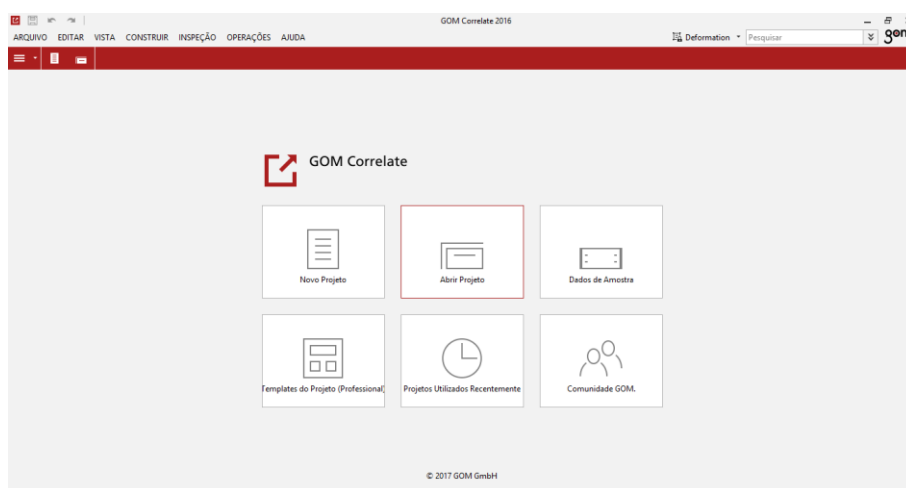 GOM Correlate 2016
ARQUIVO EDITAR VISTA CONSTRUIR INSPEÇÃO OPERAÇÕES AJUDA Deformation Pesquisar gom
GOM Correlate
Novo Projeto Abrir Projeto Dados de Amostra
Templates do Projeto (Professional) Projetos Utilizados Recentemente Comunidade GOM.
© 2017 GOM GmbH